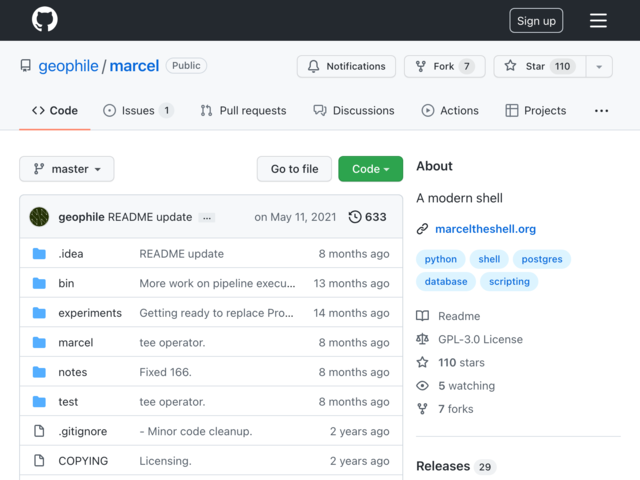 Sign up
geophile / marcel Public
Notifications Fork 7 Star 110
Code Issues 1 Pull requests Discussions Actions Projects ...
master Go to file Code
geophile README update ... on May 11, 2021 633
.idea README update 8 months ago
bin More work on pipeline execu... 13 months ago
experiments Getting ready to replace Pro... 14 months ago
marcel tee operator. 8 months ago
notes Fixed 166. 8 months ago
test tee operator. 8 months ago
.gitignore - Minor code cleanup. 2 years ago
COPYING Licensing. 2 years ago
About
A modern shell
marceltheshell.org
python shell postgres
database scripting
Readme
GPL-3.0 License
110 stars
5 watching
7 forks
Releases 29